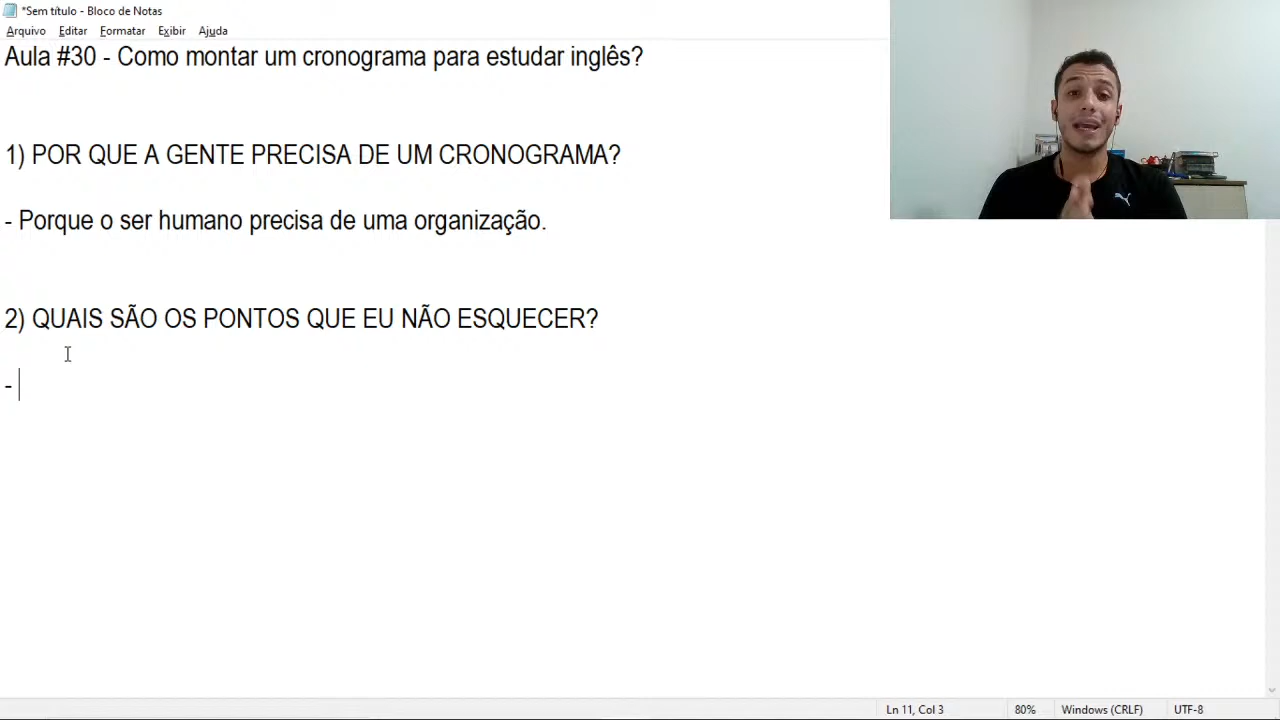 *Sem título - Bloco de Notas
Arquivo Editar Formatar Exibir Ajuda
Aula #30 - Como montar um cronograma para estudar inglês?
1) POR QUE A GENTE PRECISA DE UM CRONOGRAMA?
- Porque o ser humano precisa de uma organização.
2) QUAIS SÃO OS PONTOS QUE EU NÃO ESQUECER?
-
Ln 11, Col 3 80% Windows (CRLF) UTF-8